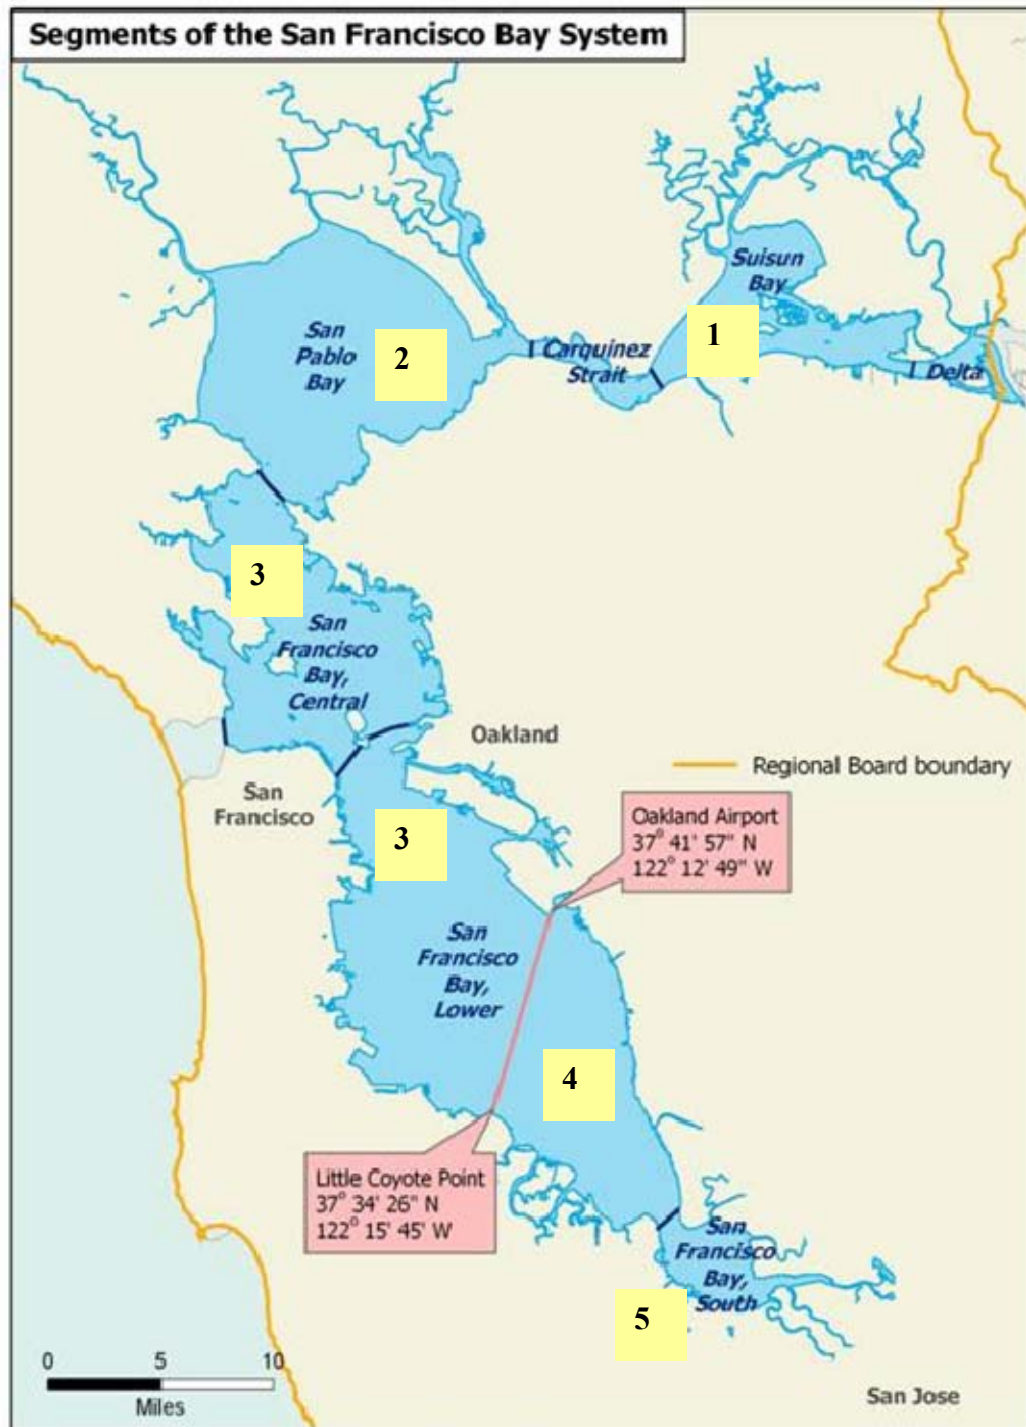 Segments of the San Francisco Bay System
Suisun
Bay
1
San
Pablo
Bay
2
Carquinez
Strait
Delta
3
San
Francisco
Bay,
Central
Oakland
San
Francisco
Regional Board boundary
Oakland Airport
37° 41' 57" N
122° 12' 49" W
3
San
Francisco
Bay,
Lower
4
Little Coyote Point
37° 34' 26" N
122° 15' 45' W
San
Francisco
Bay,
South
5
0 5 10
Miles
San Jose